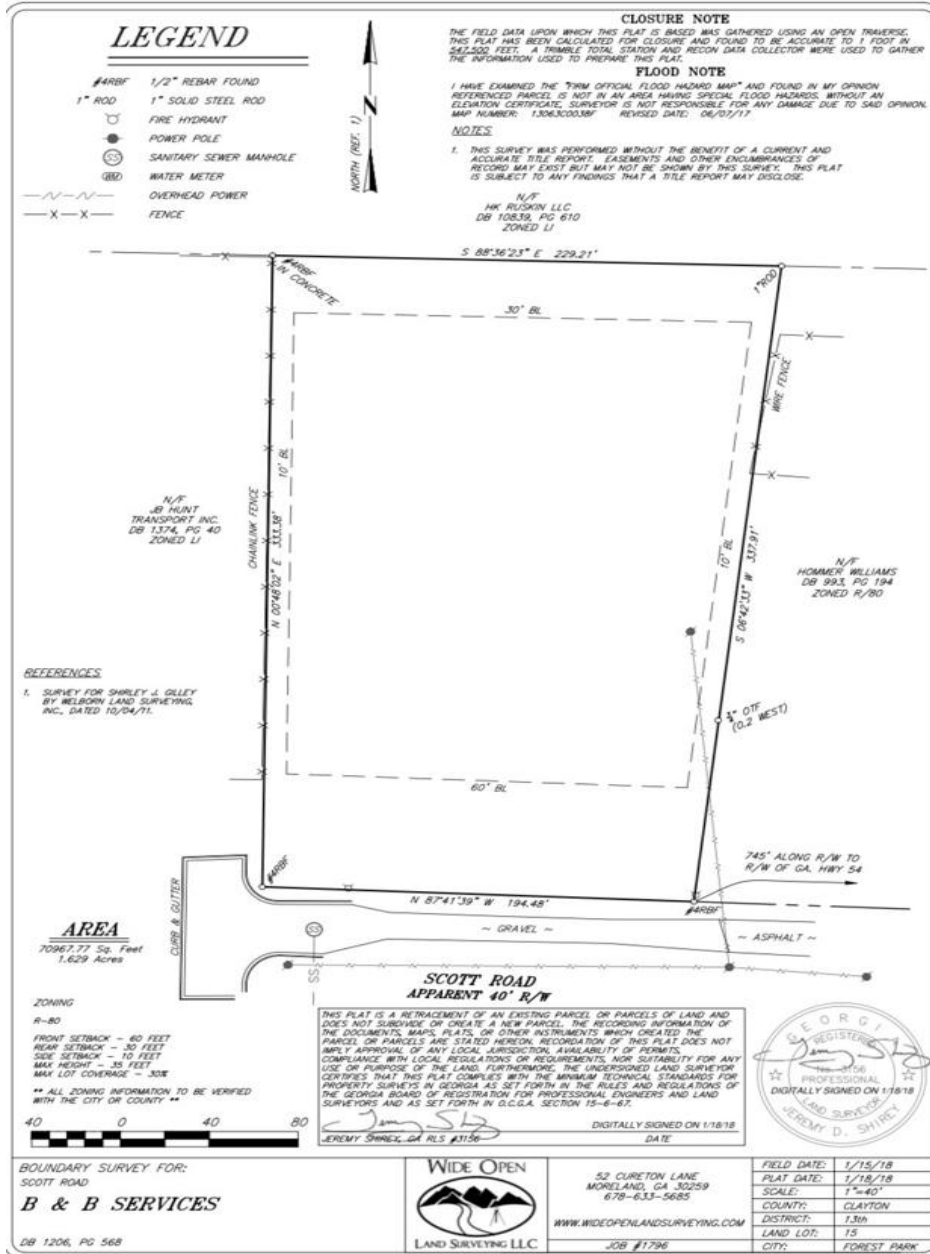 LEGEND
#4RBF 1/2" REBAR FOUND
1" ROD 1" SOLID STEEL ROD
FIRE HYDRANT
POWER POLE
SS SANITARY SEWER MANHOLE
WM WATER METER
OVERHEAD POWER
X X FENCE
NORTH (REF. 1)
N
CLOSURE NOTE
THE FIELD DATA UPON WHICH THIS PLAT IS BASED WAS GATHERED USING AN OPEN TRAVERSE.
THIS PLAT HAS BEEN CALCULATED FOR CLOSURE AND FOUND TO BE ACCURATE TO 1 FOOT IN
547,500 FEET. A TRIMBLE TOTAL STATION AND RECON DATA COLLECTOR WERE USED TO GATHER
THE INFORMATION USED TO PREPARE THIS PLAT.
FLOOD NOTE
I HAVE EXAMINED THE "FIRM OFFICIAL FLOOD HAZARD MAP" AND FOUND IN MY OPINION
REFERENCED PARCEL IS NOT IN AN AREA HAVING SPECIAL FLOOD HAZARDS. WITHOUT AN
ELEVATION CERTIFICATE, SURVEYOR IS NOT RESPONSIBLE FOR ANY DAMAGE DUE TO SAID OPINION.
MAP NUMBER: 13063C0038F REVISED DATE: 06/07/17
NOTES
1. THIS SURVEY WAS PERFORMED WITHOUT THE BENEFIT OF A CURRENT AND
ACCURATE TITLE REPORT. EASEMENTS AND OTHER ENCUMBRANCES OF
RECORD MAY EXIST BUT MAY NOT BE SHOWN BY THIS SURVEY. THIS PLAT
IS SUBJECT TO ANY FINDINGS THAT A TITLE REPORT MAY DISCLOSE.
N/F
HK RUSKIN LLC
DB 10839, PG 610
ZONED LI
S 88°36'23" E 229.21'
#4RBF
IN CONCRETE
1"ROD
30' BL
WIRE FENCE
10' BL
CHAINLINK FENCE
N 00°48'02" E 333.38'
N/F
JB HUNT
TRANSPORT INC.
DB 1374, PG 40
ZONED LI
10' BL
S 06°42'33" W 337.91'
N/F
HOMMER WILLIAMS
DB 993, PG 194
ZONED R/80
REFERENCES
1. SURVEY FOR SHIRLEY J. GILLEY
BY WELBORN LAND SURVEYING,
INC., DATED 10/04/11.
OTF
(0.2 WEST)
60' BL
745' ALONG R/W TO
R/W OF GA. HWY 54
#4RBF
N 87°41'39" W 194.48'
#4RBF
CURB & GUTTER
~ GRAVEL ~
~ ASPHALT ~
SS
SS
AREA
70967.77 Sq. Feet
1.629 Acres
SCOTT ROAD
APPARENT 40' R/W
ZONING
R-80
FRONT SETBACK - 60 FEET
REAR SETBACK - 30 FEET
SIDE SETBACK - 10 FEET
MAX HEIGHT - 35 FEET
MAX LOT COVERAGE - 30%
** ALL ZONING INFORMATION TO BE VERIFIED
WITH THE CITY OR COUNTY **
40 0 40 80
THIS PLAT IS A RETRACEMENT OF AN EXISTING PARCEL OR PARCELS OF LAND AND
DOES NOT SUBDIVIDE OR CREATE A NEW PARCEL. THE RECORDING INFORMATION OF
THE DOCUMENTS, MAPS, PLATS, OR OTHER INSTRUMENTS WHICH CREATED THE
PARCEL OR PARCELS ARE STATED HEREON. RECORDATION OF THIS PLAT DOES NOT
IMPLY APPROVAL OF ANY LOCAL JURISDICTION, AVAILABILITY OF PERMITS,
COMPLIANCE WITH LOCAL REGULATIONS OR REQUIREMENTS, NOR SUITABILITY FOR ANY
USE OR PURPOSE OF THE LAND. FURTHERMORE, THE UNDERSIGNED LAND SURVEYOR
CERTIFIES THAT THIS PLAT COMPLIES WITH THE MINIMUM TECHNICAL STANDARDS FOR
PROPERTY SURVEYS IN GEORGIA AS SET FORTH IN THE RULES AND REGULATIONS OF
THE GEORGIA BOARD OF REGISTRATION FOR PROFESSIONAL ENGINEERS AND LAND
SURVEYORS AND AS SET FORTH IN O.C.G.A. SECTION 15-6-67.
DIGITALLY SIGNED ON 1/18/18
JEREMY SHIREY, GA RLS #3156 DATE
GEORGIA
REGISTERED
No. 3156
PROFESSIONAL
DIGITALLY SIGNED ON 1/18/18
LAND SURVEYOR
JEREMY D. SHIREY
BOUNDARY SURVEY FOR:
SCOTT ROAD
B & B SERVICES
DB 1206, PG 568
WIDE OPEN
LAND SURVEYING LLC
52 CURETON LANE
MORELAND, GA 30259
678-633-5685
WWW.WIDEOPENLANDSURVEYING.COM
JOB #1796
FIELD DATE: 1/15/18
PLAT DATE: 1/18/18
SCALE: 1"=40'
COUNTY: CLAYTON
DISTRICT: 13th
LAND LOT: 15
CITY: FOREST PARK